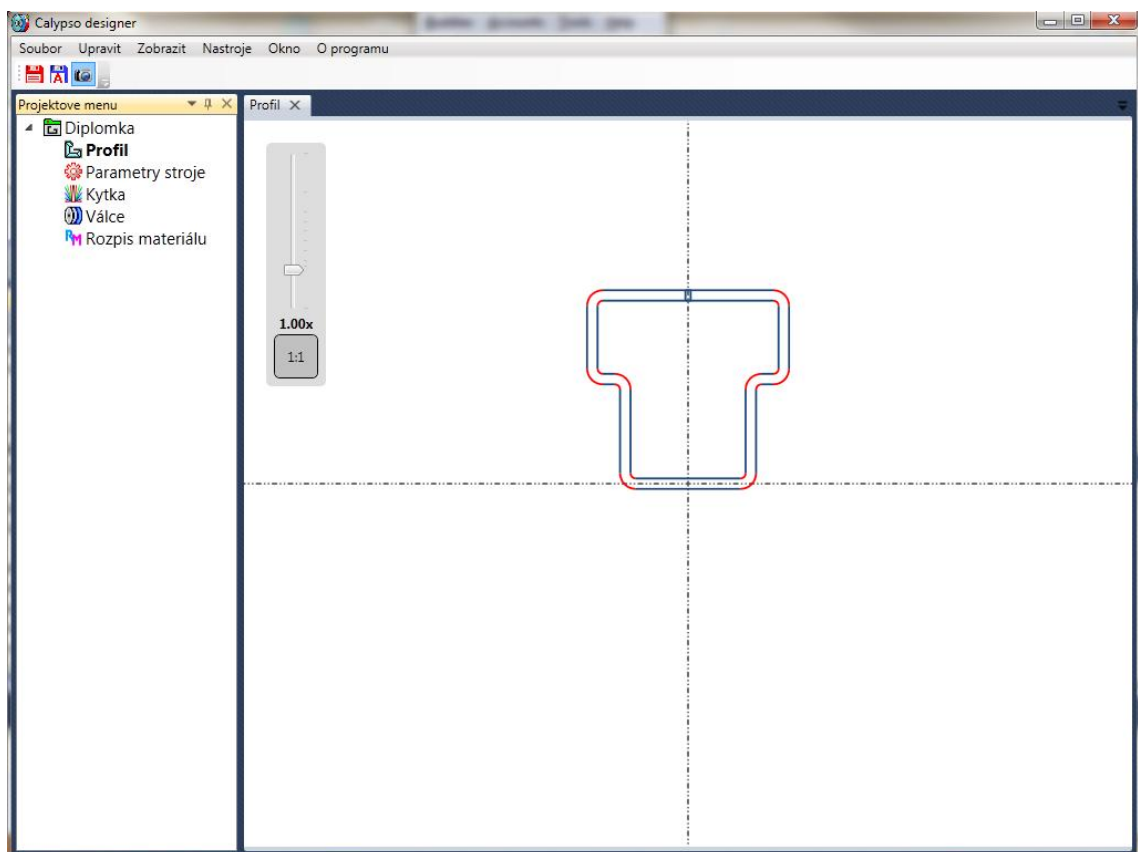 Calypso designer
Soubor Upravit Zobrazit Nastroje Okno O programu
Projektove menu
Profil
Diplomka
Profil
Parametry stroje
Kytka
Válce
Rozpis materiálu
1.00x
1:1